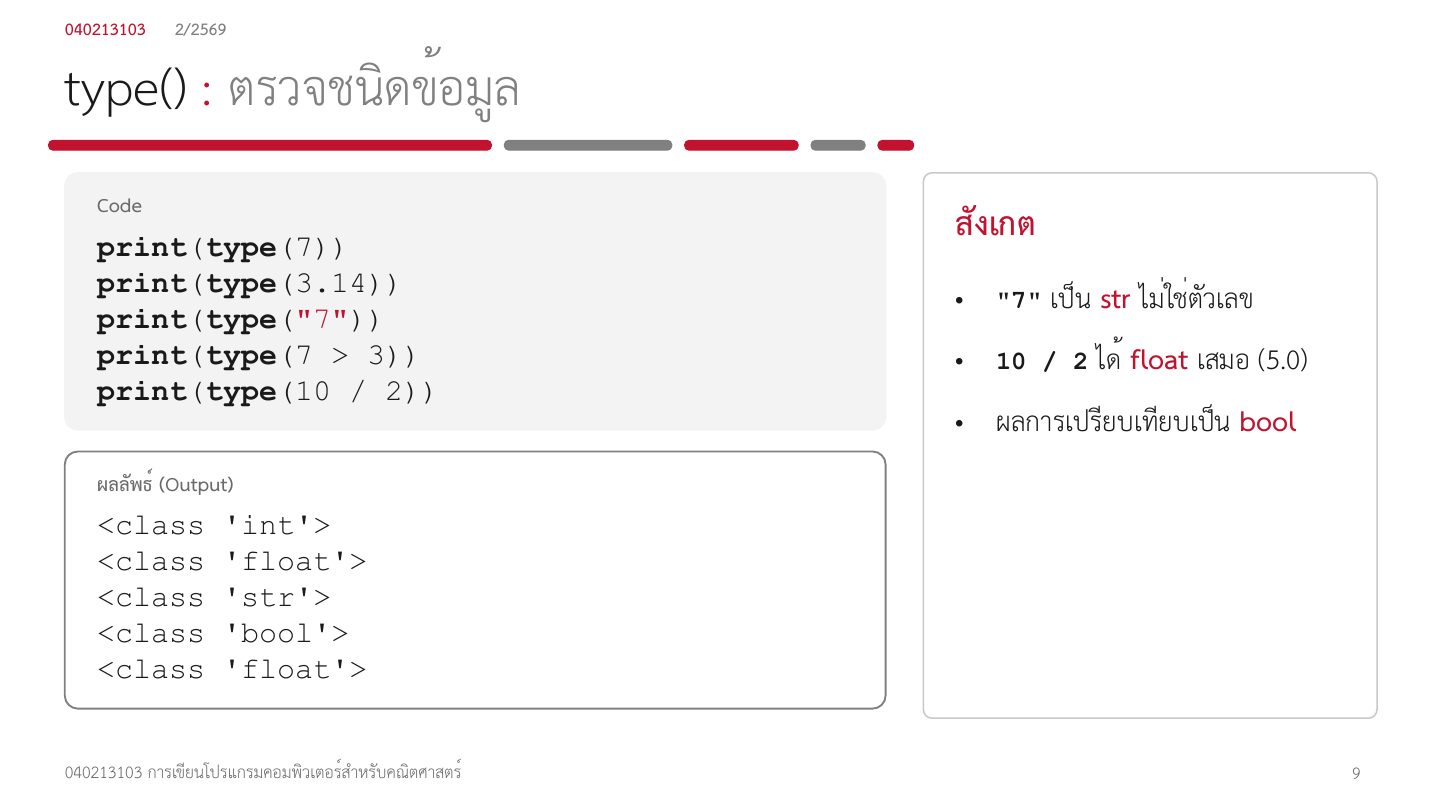 040213103 2/2569
type() : ตรวจชนิดข้อมูล
Code
print(type(7))
print(type(3.14))
print(type("7"))
print(type(7 > 3))
print(type(10 / 2))
ผลลัพธ์ (Output)
<class 'int'>
<class 'float'>
<class 'str'>
<class 'bool'>
<class 'float'>
สังเกต
• "7" เป็น str ไม่ใช่ตัวเลข
• 10 / 2 ได้ float เสมอ (5.0)
• ผลการเปรียบเทียบเป็น bool
040213103 การเขียนโปรแกรมคอมพิวเตอร์สำหรับคณิตศาสตร์
9